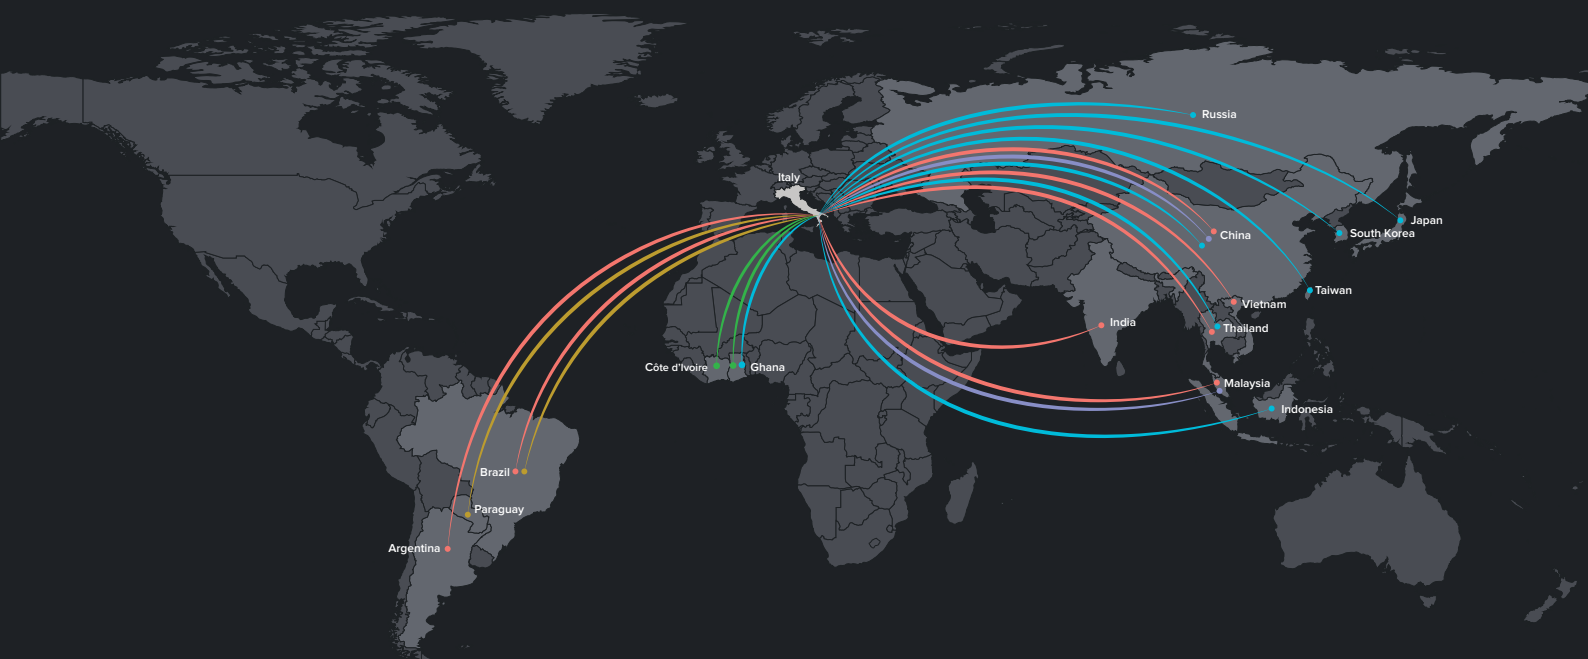 Russia
Italy
Japan
China
South Korea
Taiwan
Vietnam
India
Thailand
Côte d'Ivoire
Ghana
Malaysia
Indonesia
Brazil
Paraguay
Argentina